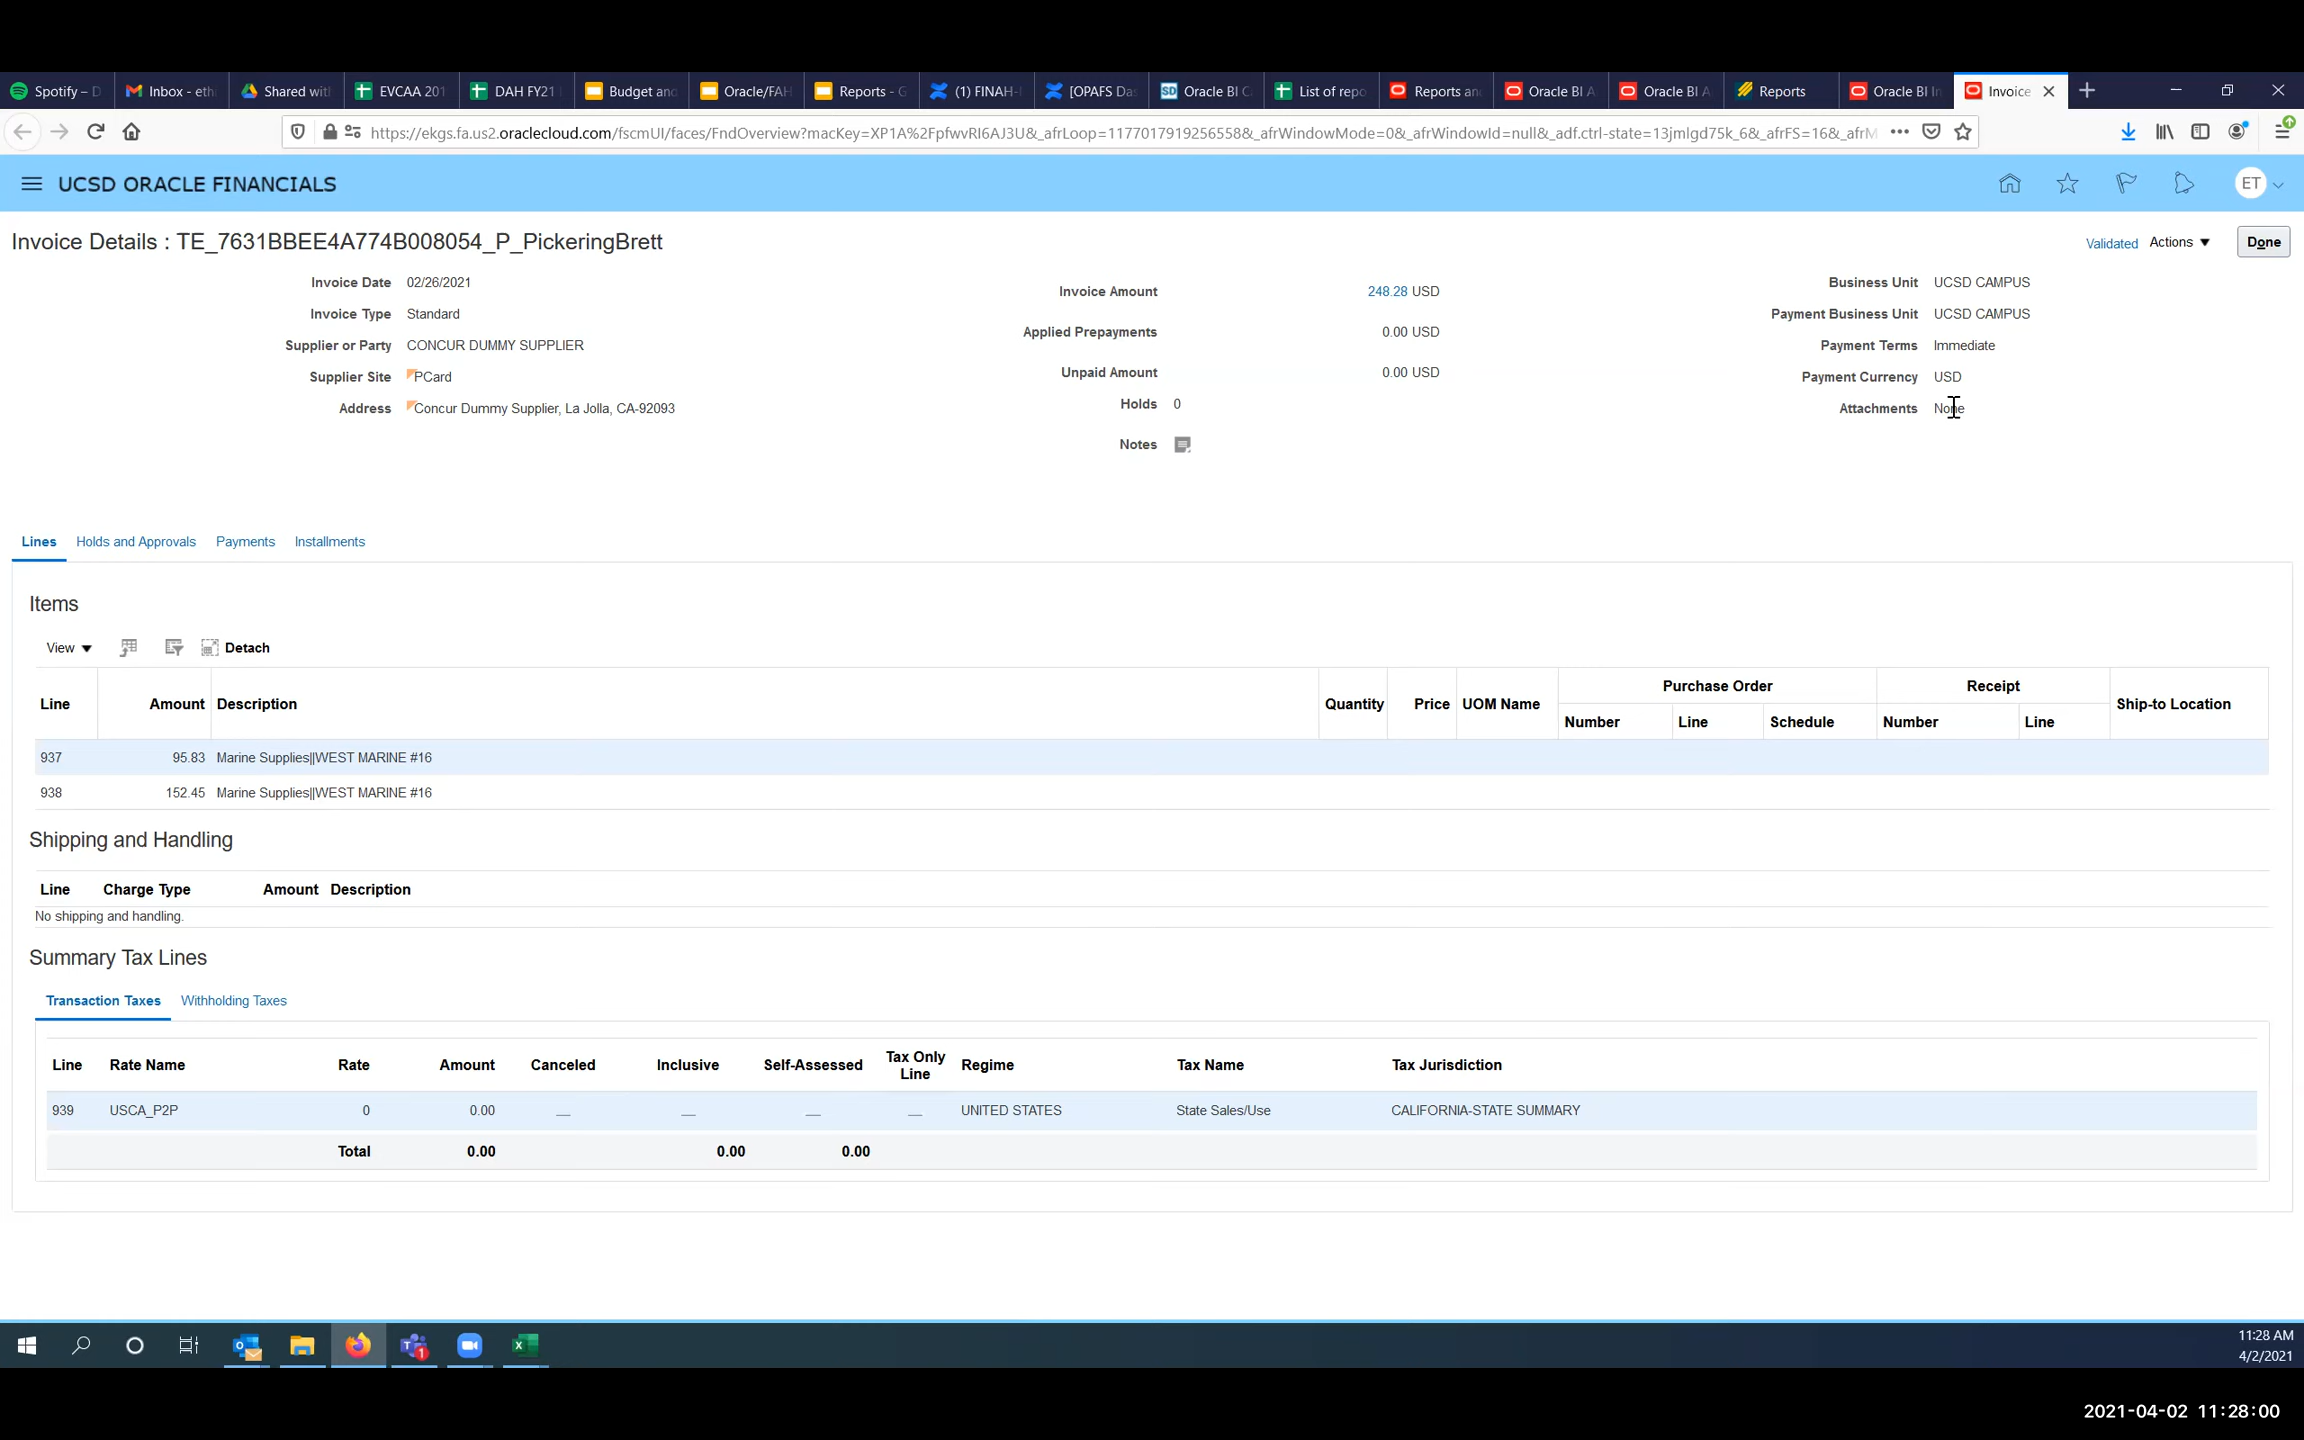 Spotify – D Inbox - eth Shared wit EVCAA 201 DAH FY21 Budget and Oracle/FAH Reports - G (1) FINAH- [OPAFS Das Oracle BI C List of repo Reports and Oracle BI A Oracle BI A Reports Oracle BI In Invoice
https://ekgs.fa.us2.oraclecloud.com/fscmUI/faces/FndOverview?macKey=XP1A%2FpfwvRI6AJ3U&_afrLoop=11770179192565558&_afrWindowMode=0&_afrWindowId=null&_adf.ctrl-state=13jmlgd75k_6&_afrFS=16&_afrM
UCSD ORACLE FINANCIALS ET
Invoice Details : TE_7631BBEE4A774B008054_P_PickeringBrett Validated Actions Done
Invoice Date 02/26/2021
Invoice Type Standard
Supplier or Party CONCUR DUMMY SUPPLIER
Supplier Site PCard
Address Concur Dummy Supplier, La Jolla, CA-92093
Invoice Amount 248.28 USD
Applied Prepayments 0.00 USD
Unpaid Amount 0.00 USD
Holds 0
Notes
Business Unit UCSD CAMPUS
Payment Business Unit UCSD CAMPUS
Payment Terms Immediate
Payment Currency USD
Attachments None
Lines Holds and Approvals Payments Installments
Items
View Detach
Line Amount Description Quantity Price UOM Name Purchase Order Receipt Ship-to Location
Number Line Schedule Number Line
937 95.83 Marine Supplies||WEST MARINE #16
938 152.45 Marine Supplies||WEST MARINE #16
Shipping and Handling
Line Charge Type Amount Description
No shipping and handling.
Summary Tax Lines
Transaction Taxes Withholding Taxes
Line Rate Name Rate Amount Canceled Inclusive Self-Assessed Tax Only Line Regime Tax Name Tax Jurisdiction
939 USCA_P2P 0 0.00 UNITED STATES State Sales/Use CALIFORNIA-STATE SUMMARY
Total 0.00 0.00 0.00
1
11:28 AM
4/2/2021
2021-04-02 11:28:00